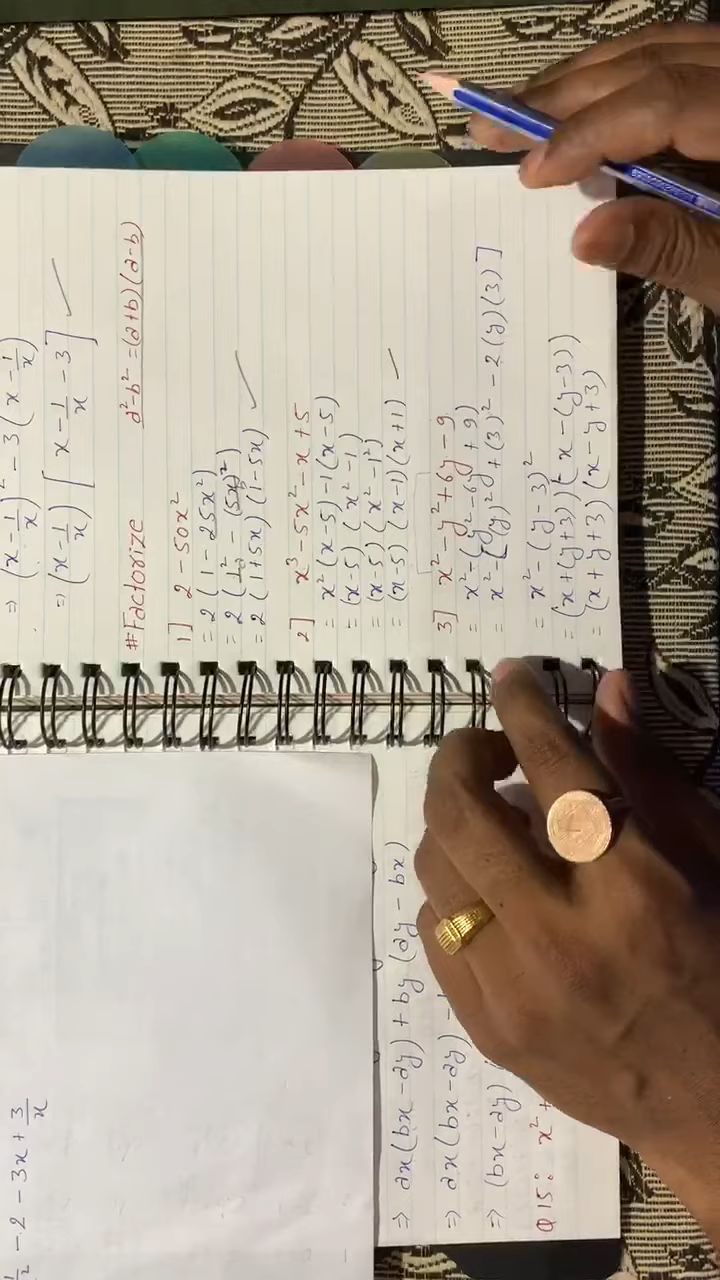 ⇒ (x - 1/x)² - 3 (x - 1/x)
⇒ (x - 1/x) [ x - 1/x - 3 ]
#Factorize a²-b² = (a+b)(a-b)
1] 2 - 50x²
= 2 (1 - 25x²)
= 2 (1² - (5x)²)
= 2 (1+5x) (1-5x)
2] x³ - 5x² - x + 5
= x² (x-5) - 1 (x-5)
= (x-5) (x² - 1)
= (x-5) (x² - 1²)
= (x-5) (x-1) (x+1)
3] x² - y² + 6y - 9
= x² - (y² - 6y + 9)
= x² - [(y)² + (3)² - 2(y)(3)]
= x² - (y-3)²
= (x+(y+3)) (x-(y-3))
= (x+y+3) (x-y+3)
- 2 - 3x + 3/x
⇒ ax(bx-ay) + by (ay - bx)
⇒ ax(bx-ay) -
⇒ (bx-ay) (
Q 15: x² +